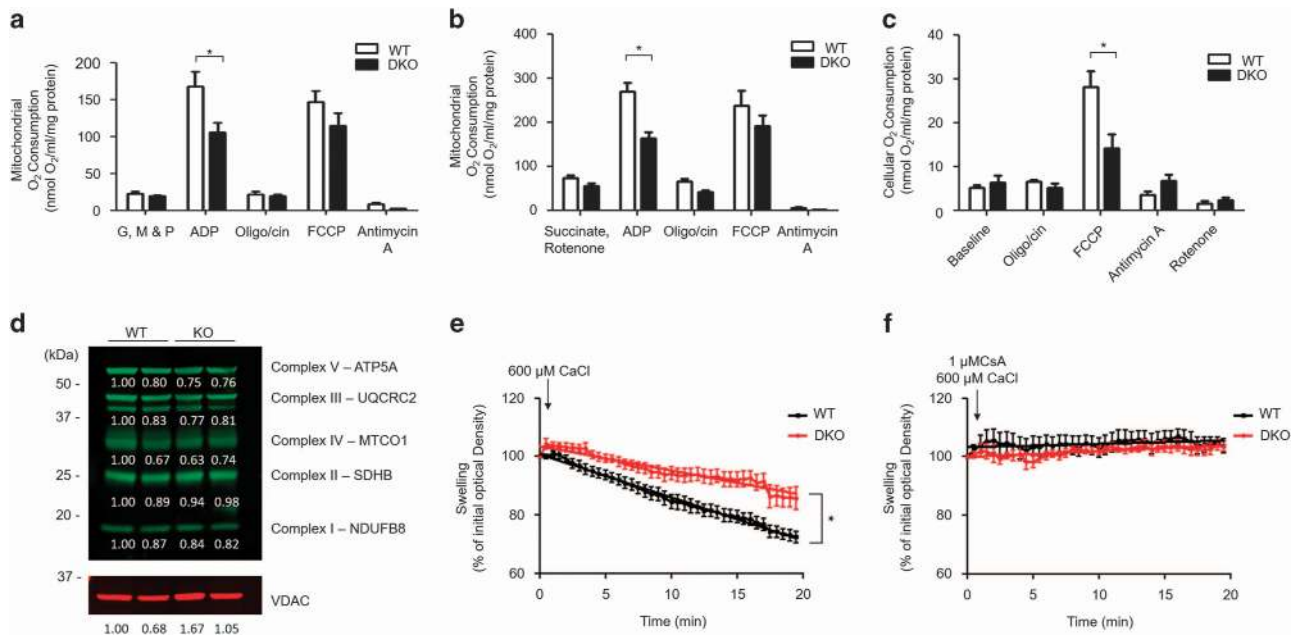 a
Mitochondrial
O2 Consumption
(nmol O2/ml/mg protein)
200
150
100
50
0
*
WT
DKO
G, M & P
ADP
Oligo/cin
FCCP
Antimycin
A
b
Mitochondrial
O2 Consumption
(nmol O2/ml/mg protein)
400
300
200
100
0
*
WT
DKO
Succinate,
Rotenone
ADP
Oligo/cin
FCCP
Antimycin
A
c
Cellular O2 Consumption
(nmol O2/ml/mg protein)
40
30
20
10
0
*
WT
DKO
Baseline
Oligo/cin
FCCP
Antimycin A
Rotenone
d
WT KO
(kDa)
50 -
37 -
25 -
20 -
37 -
Complex V – ATP5A
1.00 0.80 0.75 0.76
Complex III – UQCRC2
1.00 0.83 0.77 0.81
Complex IV – MTCO1
1.00 0.67 0.63 0.74
Complex II – SDHB
1.00 0.89 0.94 0.98
Complex I – NDUFB8
1.00 0.87 0.84 0.82
VDAC
1.00 0.68 1.67 1.05
e
600 µM CaCl
Swelling
(% of initial optical Density)
120
100
80
60
WT
DKO
*
0 5 10 15 20
Time (min)
f
1 µMCsA
600 µM CaCl
Swelling
(% of initial optical Density)
120
100
80
60
WT
DKO
0 5 10 15 20
Time (min)